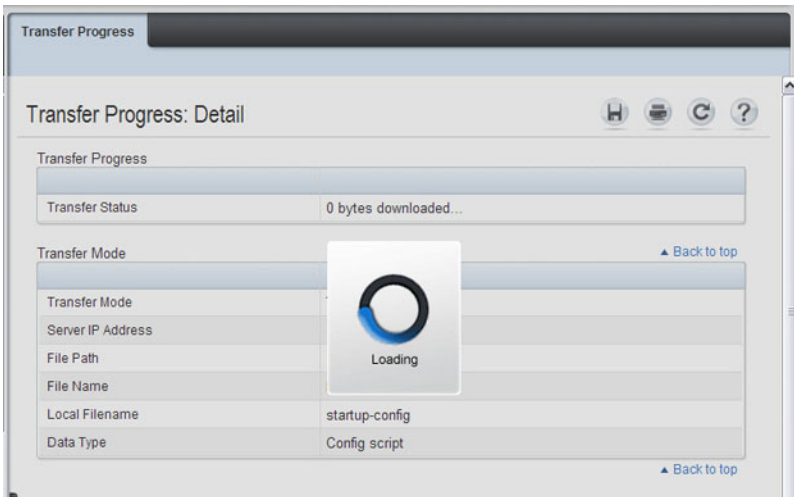 Transfer Progress
Transfer Progress: Detail
Transfer Progress
Transfer Status 0 bytes downloaded...
Transfer Mode ▲ Back to top
Transfer Mode
Server IP Address
File Path
Loading
File Name
Local Filename startup-config
Data Type Config script
▲ Back to top